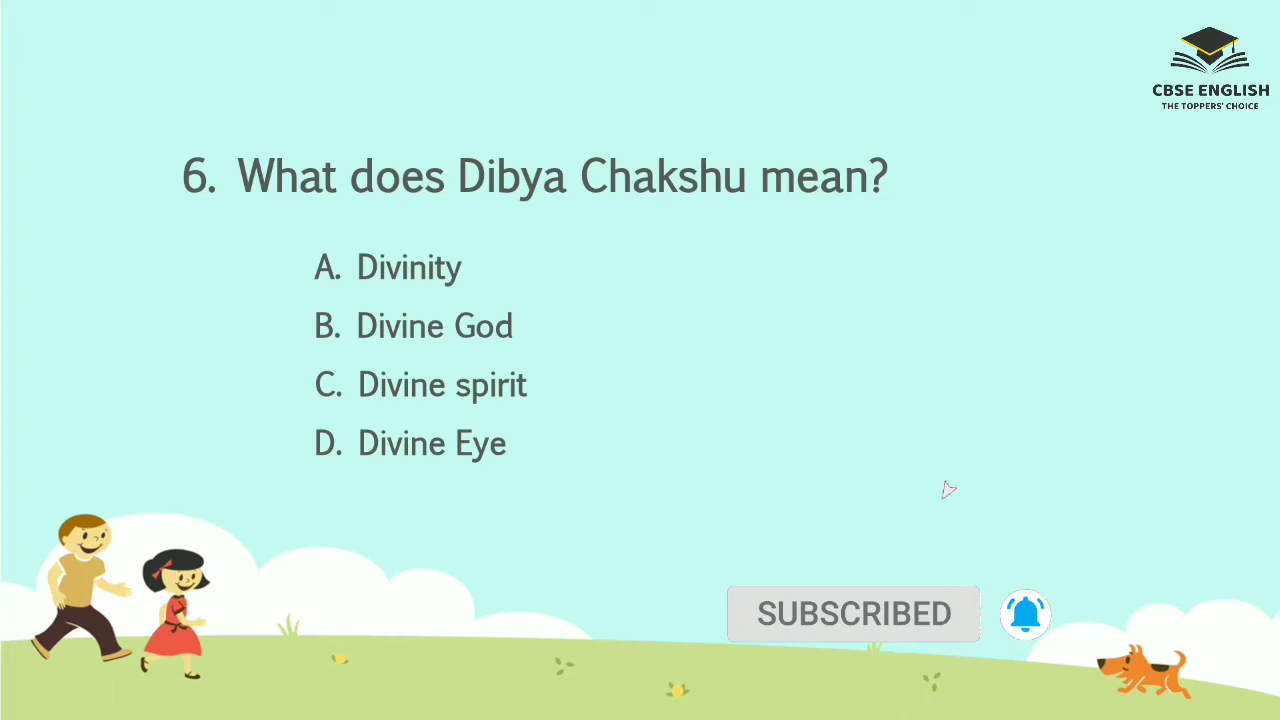 CBSE ENGLISH
THE TOPPERS' CHOICE
6. What does Dibya Chakshu mean?
A. Divinity
B. Divine God
C. Divine spirit
D. Divine Eye
SUBSCRIBED